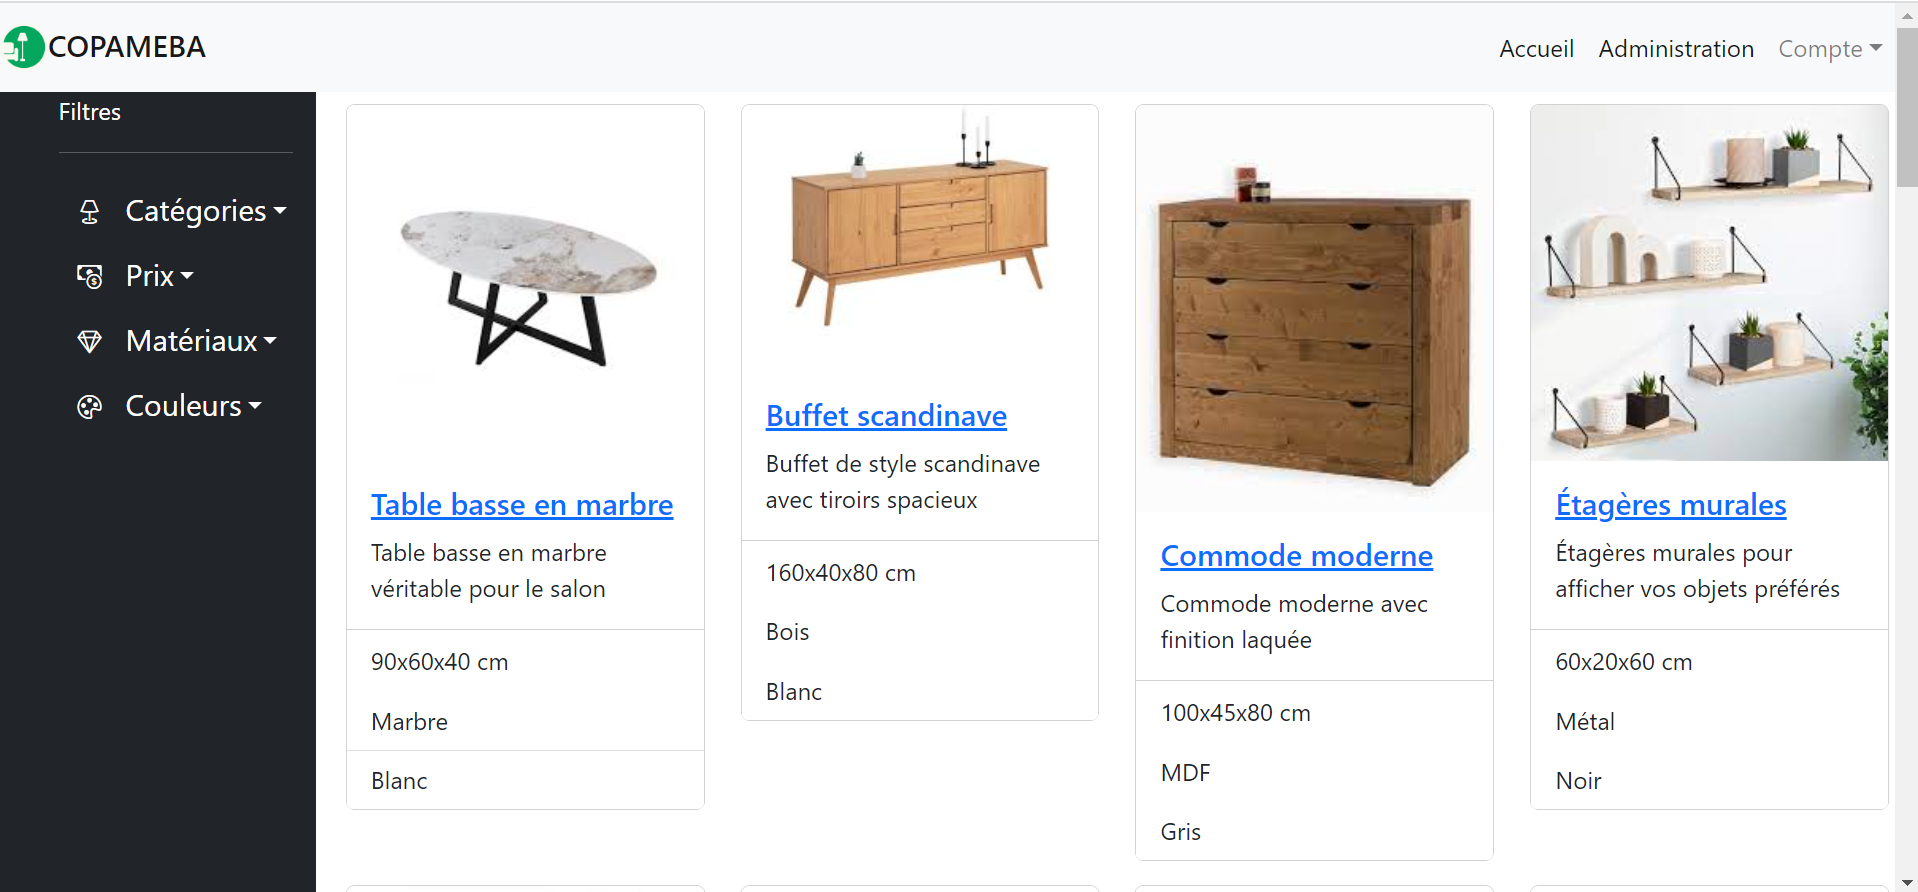 COPAMEBA
Accueil Administration Compte
Filtres
Catégories
Prix
Matériaux
Couleurs
Table basse en marbre
Table basse en marbre
véritable pour le salon
90x60x40 cm
Marbre
Blanc
Buffet scandinave
Buffet de style scandinave
avec tiroirs spacieux
160x40x80 cm
Bois
Blanc
Commode moderne
Commode moderne avec
finition laquée
100x45x80 cm
MDF
Gris
Étagères murales
Étagères murales pour
afficher vos objets préférés
60x20x60 cm
Métal
Noir